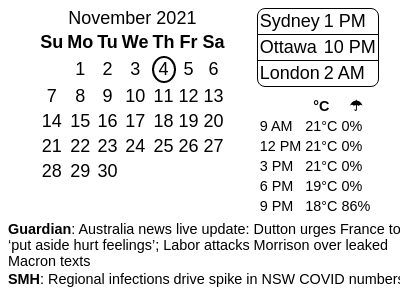 November 2021
Su Mo Tu We Th Fr Sa
1 2 3 4 5 6
7 8 9 10 11 12 13
14 15 16 17 18 19 20
21 22 23 24 25 26 27
28 29 30
Sydney 1 PM
Ottawa 10 PM
London 2 AM
°C ☂
9 AM 21°C 0%
12 PM 21°C 0%
3 PM 21°C 0%
6 PM 19°C 0%
9 PM 18°C 86%
Guardian: Australia news live update: Dutton urges France to
‘put aside hurt feelings’; Labor attacks Morrison over leaked
Macron texts
SMH: Regional infections drive spike in NSW COVID numbers